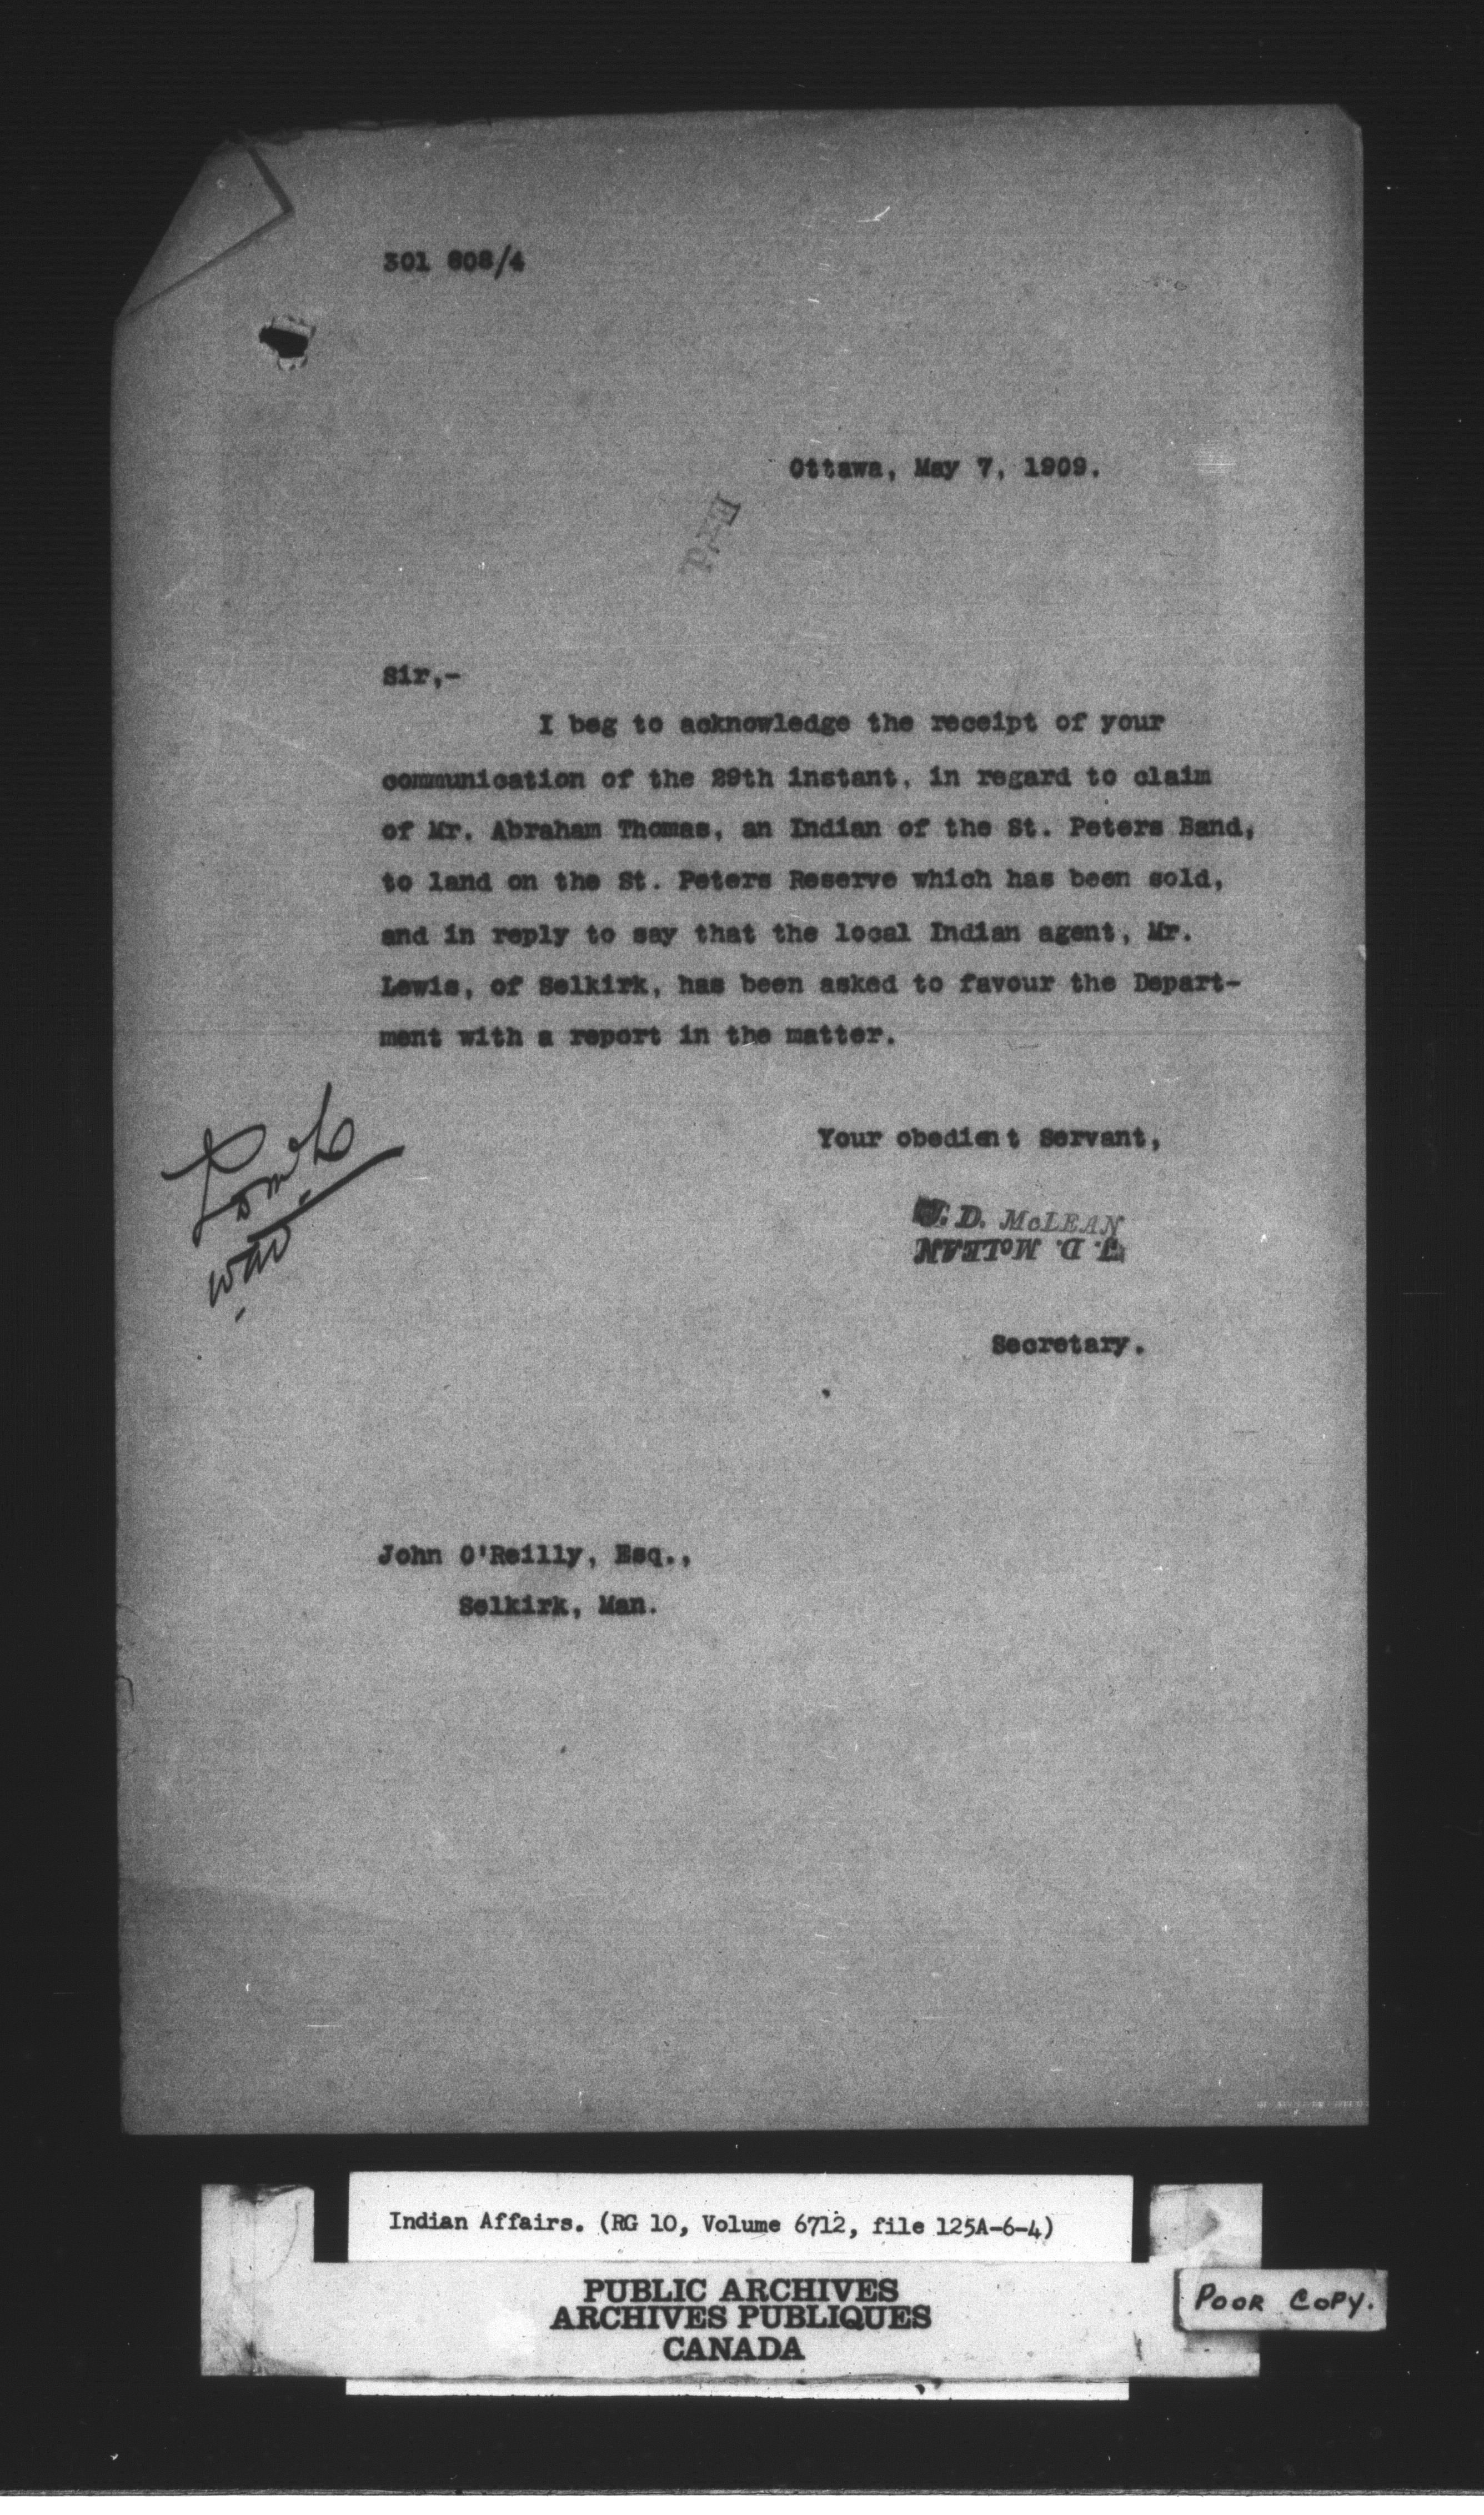 301 808/4
Ottawa, May 7, 1909.
Ex'd
Sir,-
I beg to acknowledge the receipt of your
communication of the 29th instant, in regard to claim
of Mr. Abraham Thomas, an Indian of the St. Peters Band,
to land on the St. Peters Reserve which has been sold,
and in reply to say that the local Indian agent, Mr.
Lewis, of Selkirk, has been asked to favour the Depart-
ment with a report in the matter.
Your obedient Servant,
J. D. McLEAN
J. D. McLEAN
Secretary.
John O'Reilly, Esq.,
Selkirk, Man.
Indian Affairs. (RG 10, Volume 6712, file 125A-6-4)
PUBLIC ARCHIVES
ARCHIVES PUBLIQUES
CANADA
POOR COPY.